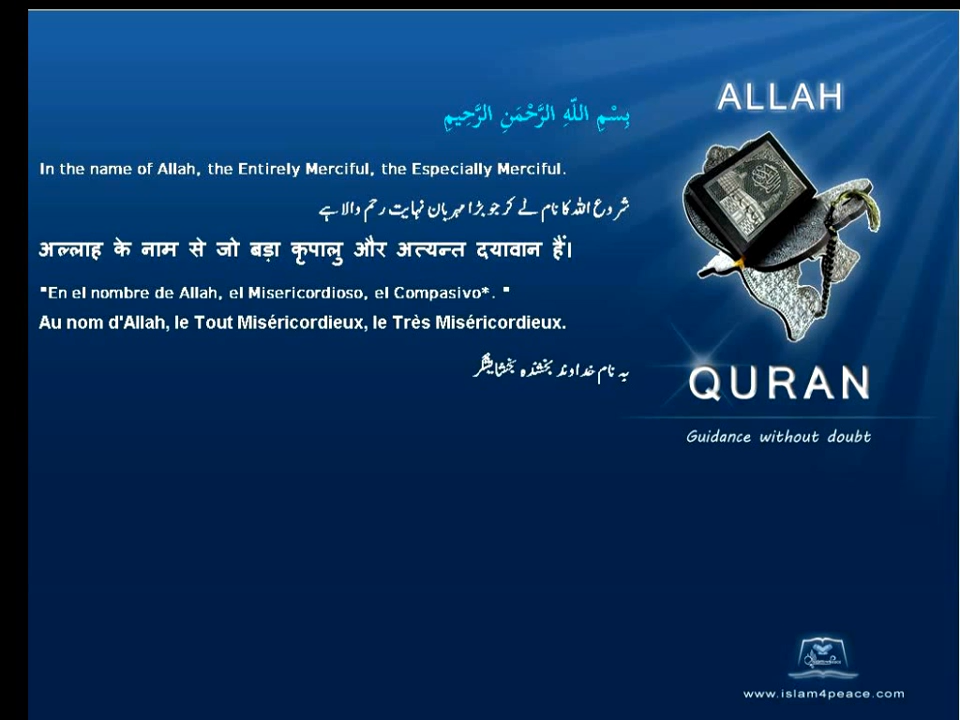 بِسْمِ اللّهِ الرَّحْمَنِ الرَّحِيمِ
In the name of Allah, the Entirely Merciful, the Especially Merciful.
شروع الله کا نام لے کر جو بڑا مہربان نہایت رحم والا ہے
अल्लाह के नाम से जो बड़ा कृपालु और अत्यन्त दयावान हैं।
"En el nombre de Allah, el Misericordioso, el Compasivo*. "
Au nom d'Allah, le Tout Miséricordieux, le Très Miséricordieux.
به نام خداوند بخشنده بخشایشگر
ALLAH
QURAN
Guidance without doubt
www.islam4peace.com